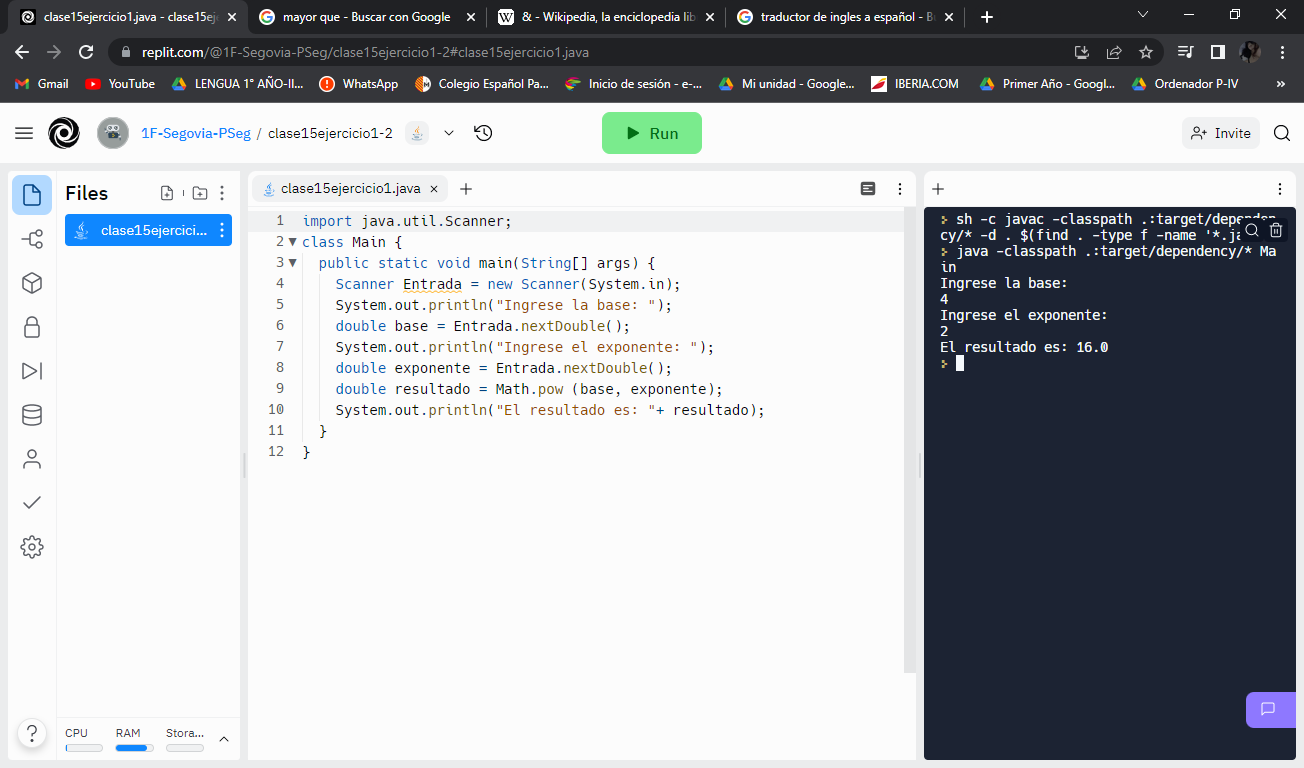 clase15ejercicio1.java - clase15eje
mayor que - Buscar con Google
& - Wikipedia, la enciclopedia lib
traductor de ingles a español - B
replit.com/@1F-Segovia-PSeg/clase15ejercicio1-2#clase15ejercicio1.java
Gmail
YouTube
LENGUA 1° AÑO-II...
WhatsApp
Colegio Español Pa...
Inicio de sesión - e-...
Mi unidad - Google...
IBERIA.COM
Primer Año - Googl...
Ordenador P-IV
»
1F-Segovia-PSeg / clase15ejercicio1-2
Run
Invite
Files
clase15ejercici...
clase15ejercicio1.java
1 import java.util.Scanner;
2 class Main {
3 public static void main(String[] args) {
4 Scanner Entrada = new Scanner(System.in);
5 System.out.println("Ingrese la base: ");
6 double base = Entrada.nextDouble();
7 System.out.println("Ingrese el exponente: ");
8 double exponente = Entrada.nextDouble();
9 double resultado = Math.pow (base, exponente);
10 System.out.println("El resultado es: "+ resultado);
11 }
12 }
sh -c javac -classpath .:target/dependen
cy/* -d . $(find . -type f -name '*.ja
java -classpath .:target/dependency/* Ma
in
Ingrese la base:
4
Ingrese el exponente:
2
El resultado es: 16.0
?
CPU
RAM
Stora...